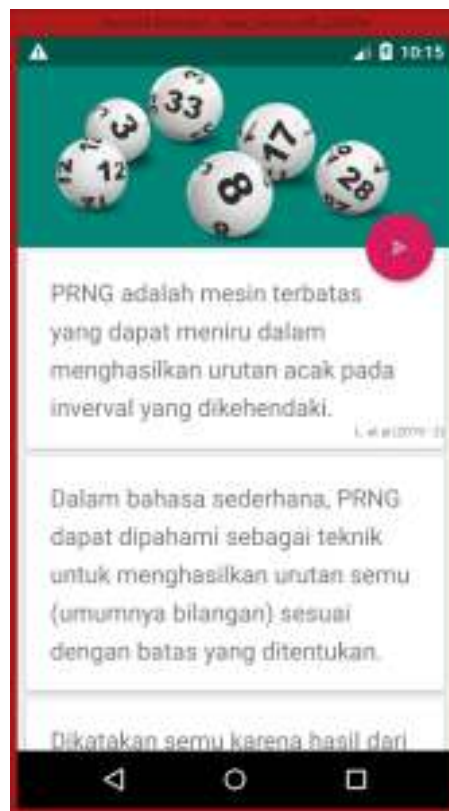 10:15
33
3
17
12
12
12
8
28
PRNG adalah mesin terbatas
yang dapat meniru dalam
menghasilkan urutan acak pada
inverval yang dikehendaki.
Dalam bahasa sederhana, PRNG
dapat dipahami sebagai teknik
untuk menghasilkan urutan semu
(umumnya bilangan) sesuai
dengan batas yang ditentukan.
Dikatakan semu karena hasil dari